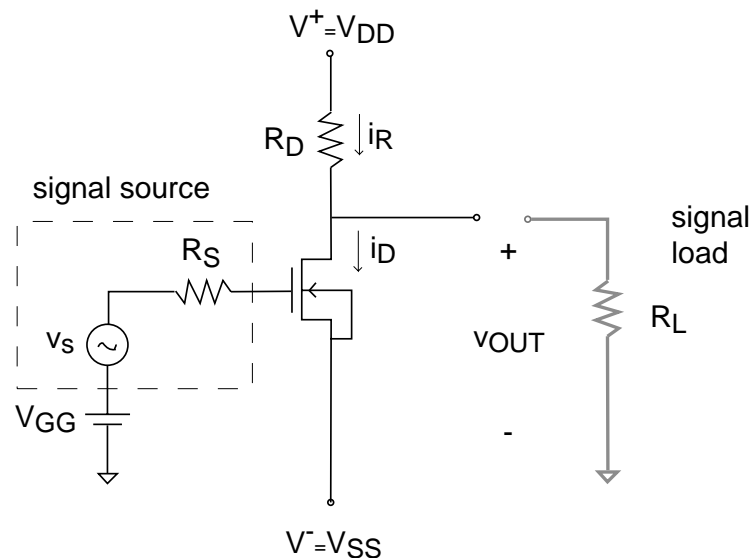 V+=VDD
RD
iR
signal source
signal
load
RS
iD
+
vs
vOUT
RL
VGG
-
V-=VSS